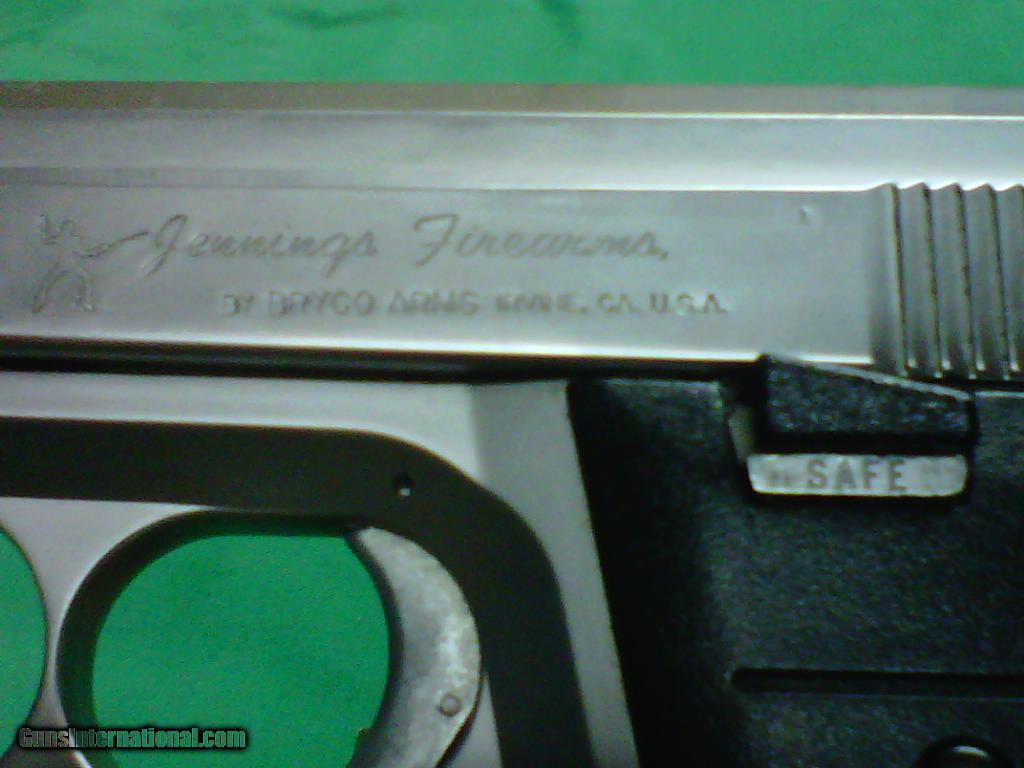 Jennings Firearms,
BY BRYCO ARMS IRVINE, CA. U.S.A.
SAFE
GunsInternational.com